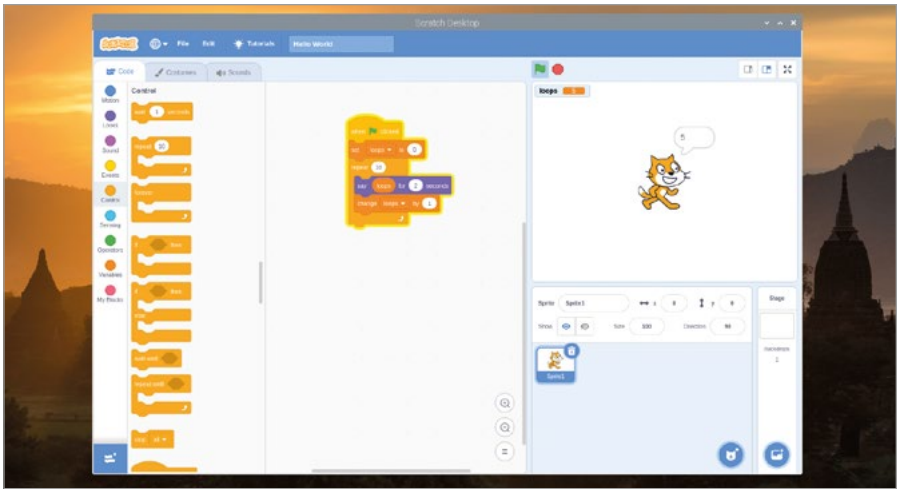 Scratch Desktop
SCRATCH
File Edit Tutorials Hello World
Code Costumes Sounds
Motion
Looks
Sound
Events
Control
Sensing
Operators
Variables
My Blocks
Control
wait 1 seconds
repeat 10
forever
if then
if then
else
wait until
repeat until
stop all
when clicked
set loops to 0
repeat 10
say loops for 2 seconds
change loops by 1
loops
5
Sprite Sprite1 x 0 y 0
Show Size 100 Direction 90
Sprite1
Stage
Backdrops
1